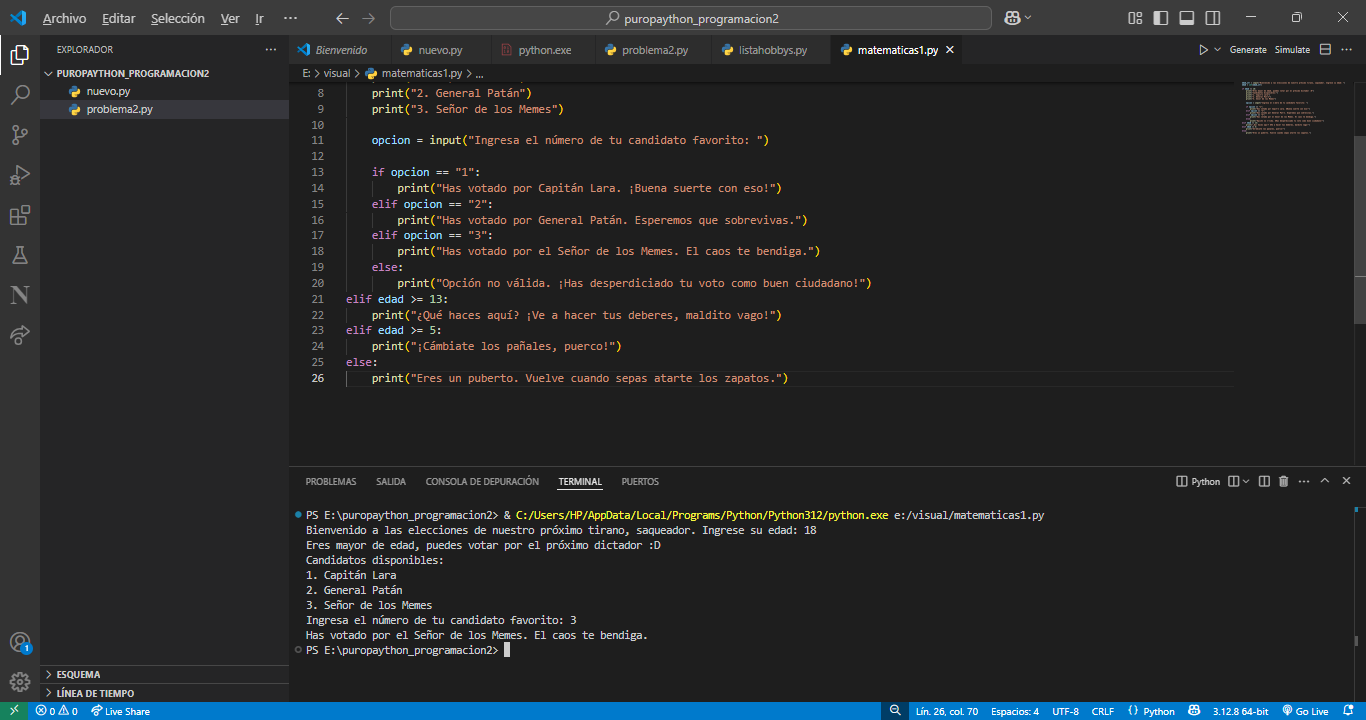 Archivo Editar Selección Ver Ir ··· puropaython_programacion2
EXPLORADOR ···
PUROPAYTHON_PROGRAMACION2
nuevo.py
problema2.py
ESQUEMA
LÍNEA DE TIEMPO
Bienvenido nuevo.py python.exe problema2.py listahobbys.py matematicas1.py Generate Simulate ···
E: > visual > matematicas1.py > ...
8 print("2. General Patán")
9 print("3. Señor de los Memes")
10
11 opcion = input("Ingresa el número de tu candidato favorito: ")
12
13 if opcion == "1":
14 print("Has votado por Capitán Lara. ¡Buena suerte con eso!")
15 elif opcion == "2":
16 print("Has votado por General Patán. Esperemos que sobrevivas.")
17 elif opcion == "3":
18 print("Has votado por el Señor de los Memes. El caos te bendiga.")
19 else:
20 print("Opción no válida. ¡Has desperdiciado tu voto como buen ciudadano!")
21 elif edad >= 13:
22 print("¿Qué haces aquí? ¡Ve a hacer tus deberes, maldito vago!")
23 elif edad >= 5:
24 print("¡Cámbiate los pañales, puerco!")
25 else:
26 print("Eres un puberto. Vuelve cuando sepas atarte los zapatos.")
PROBLEMAS SALIDA CONSOLA DE DEPURACIÓN TERMINAL PUERTOS Python ···
PS E:\puropaython_programacion2> & C:/Users/HP/AppData/Local/Programs/Python/Python312/python.exe e:/visual/matematicas1.py
Bienvenido a las elecciones de nuestro próximo tirano, saqueador. Ingrese su edad: 18
Eres mayor de edad, puedes votar por el próximo dictador :D
Candidatos disponibles:
1. Capitán Lara
2. General Patán
3. Señor de los Memes
Ingresa el número de tu candidato favorito: 3
Has votado por el Señor de los Memes. El caos te bendiga.
PS E:\puropaython_programacion2>
1
0 0 Live Share Lín. 26, col. 70 Espacios: 4 UTF-8 CRLF {} Python 3.12.8 64-bit Go Live